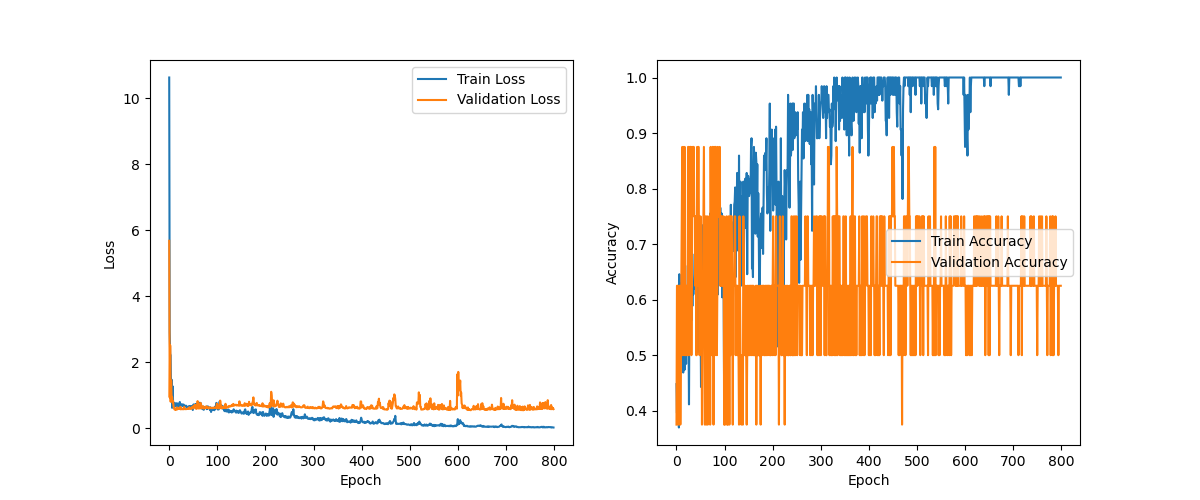 Train Loss
Validation Loss
Loss
10
8
6
4
2
0
0 100 200 300 400 500 600 700 800
Epoch
Train Accuracy
Validation Accuracy
Accuracy
1.0
0.9
0.8
0.7
0.6
0.5
0.4
0 100 200 300 400 500 600 700 800
Epoch